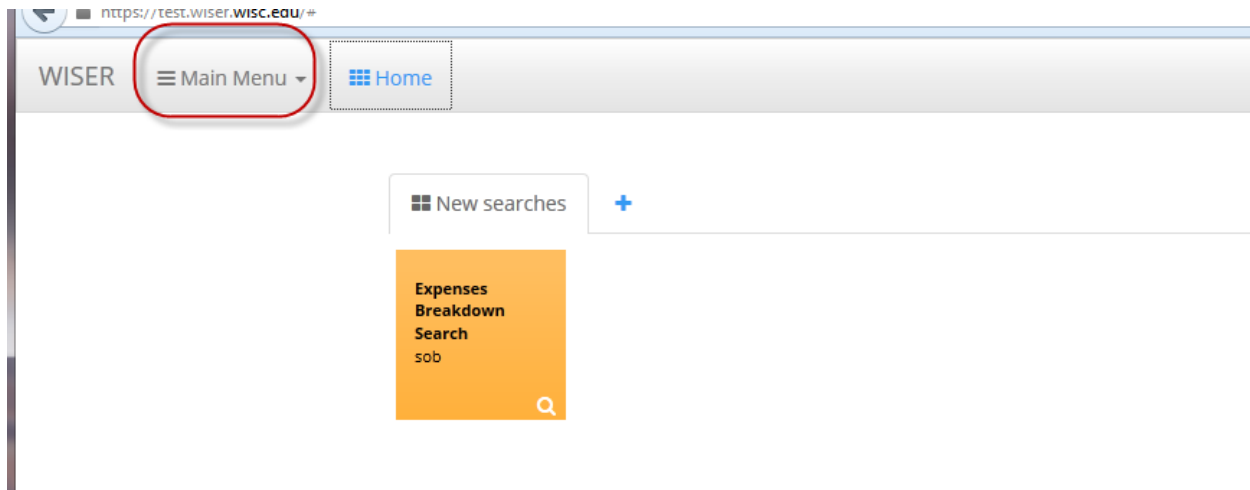 https://test.wiser.wisc.edu/#
WISER Main Menu Home
New searches +
Expenses
Breakdown
Search
sob